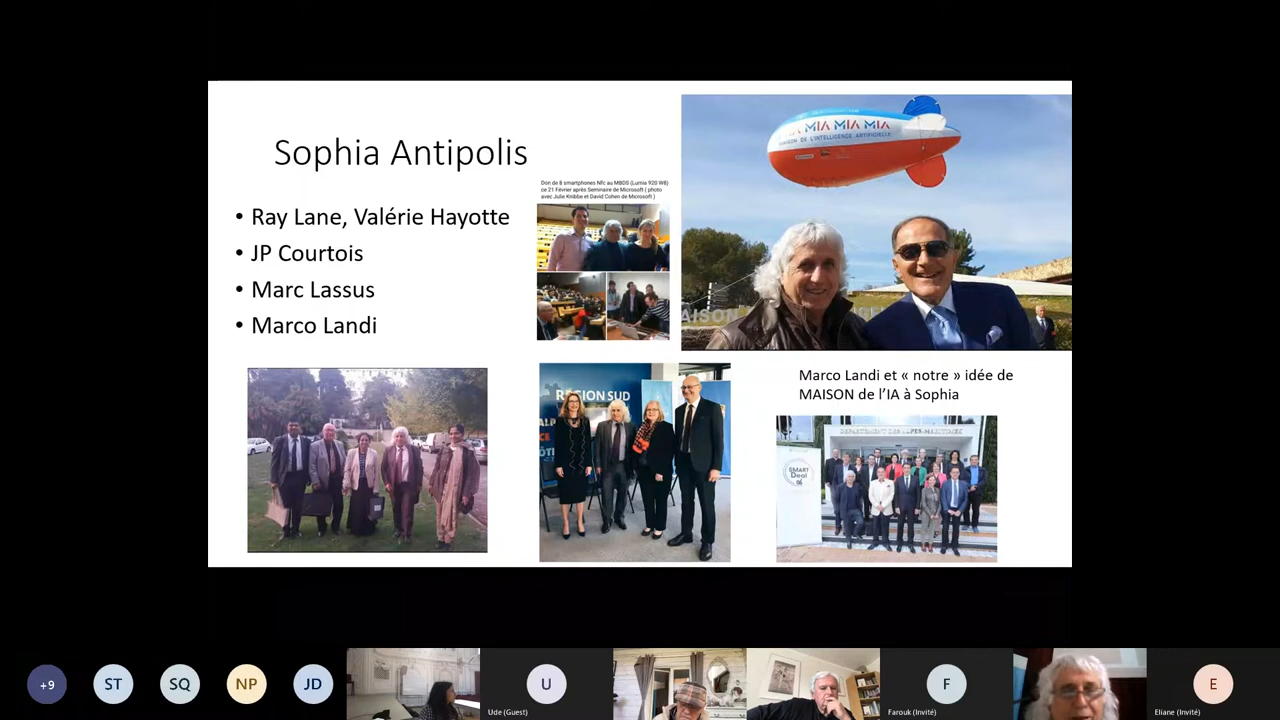 Sophia Antipolis
• Ray Lane, Valérie Hayotte
• JP Courtois
• Marc Lassus
• Marco Landi
Don de 8 smartphones Nfc au MBDS (Lumia 920 W8)
ce 21 Février après Seminaire de Microsoft ( photo
avec Julie Knibbe et David Cohen de Microsoft )
MIA MIA MIA
MAISON DE L'INTELLIGENCE ARTIFICIELLE
MAISON
RÉGION SUD
Marco Landi et « notre » idée de
MAISON de l'IA à Sophia
DEPARTEMENT DES ALPES-MARITIMES
SMART
Deal
06
+9
ST
SQ
NP
JD
U
Ude (Guest)
F
Farouk (Invité)
E
Eliane (Invité)